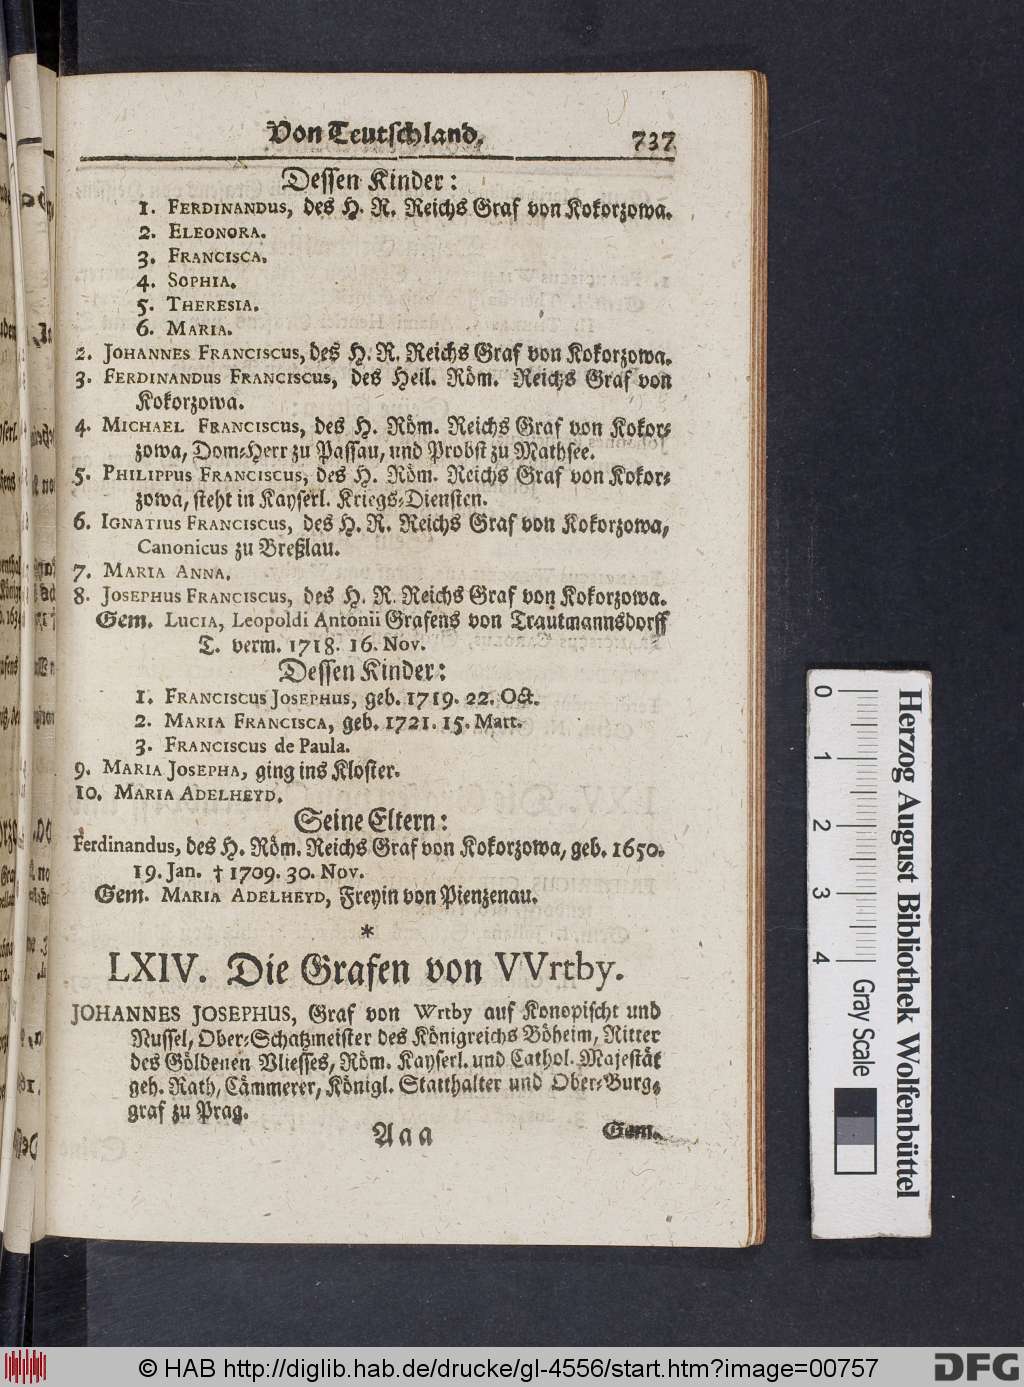 Von Teutschland. 737
Dessen Kinder:
1. FERDINANDUS, des H. R. Reichs Graf von Kokorzowa.
2. ELEONORA.
3. FRANCISCA.
4. SOPHIA.
5. THERESIA.
6. MARIA.
2. JOHANNES FRANCISCUS, des H. R. Reichs Graf von Kokorzowa.
3. FERDINANDUS FRANCISCUS, des Heil. Röm. Reichs Graf von
Kokorzowa.
4. MICHAEL FRANCISCUS, des H. Röm. Reichs Graf von Kokor-
zowa, Dom-Herr zu Passau, und Probst zu Mathsee.
5. PHILIPPUS FRANCISCUS, des H. Röm. Reichs Graf von Kokor-
zowa, steht in Kayserl. Kriegs-Diensten.
6. IGNATIUS FRANCISCUS, des H. R. Reichs Graf von Kokorzowa,
Canonicus zu Breßlau.
7. MARIA ANNA.
8. JOSEPHUS FRANCISCUS, des H. R. Reichs Graf von Kokorzowa.
Gem. LUCIA, Leopoldi Antonii Grafens von Trautmannsdorff
T. verm. 1718. 16. Nov.
Dessen Kinder:
1. FRANCISCUS JOSEPHUS, geb. 1719. 22. Oct.
2. MARIA FRANCISCA, geb. 1721. 15. Mart.
3. FRANCISCUS de Paula.
9. MARIA JOSEPHA, ging ins Kloster.
10. MARIA ADELHEYD.
Seine Eltern:
Ferdinandus, des H. Röm. Reichs Graf von Kokorzowa, geb. 1650.
19. Jan. † 1709. 30. Nov.
Gem. MARIA ADELHEYD, Freyin von Pienzenau.
*
LXIV. Die Grafen von VVrtby.
JOHANNES JOSEPHUS, Graf von Wrtby auf Konopischt und
Nussel, Ober-Schatzmeister des Königreichs Böheim, Ritter
des Göldenen Vliesses, Röm. Kayserl. und Cathol. Majestät
geh. Rath, Cämmerer, Königl. Statthalter und Ober-Burg-
graf zu Prag.
Aaa Gem.
0 1 2 3 4
Herzog August Bibliothek Wolfenbüttel
Gray Scale
© HAB http://diglib.hab.de/drucke/gl-4556/start.htm?image=00757
DFG